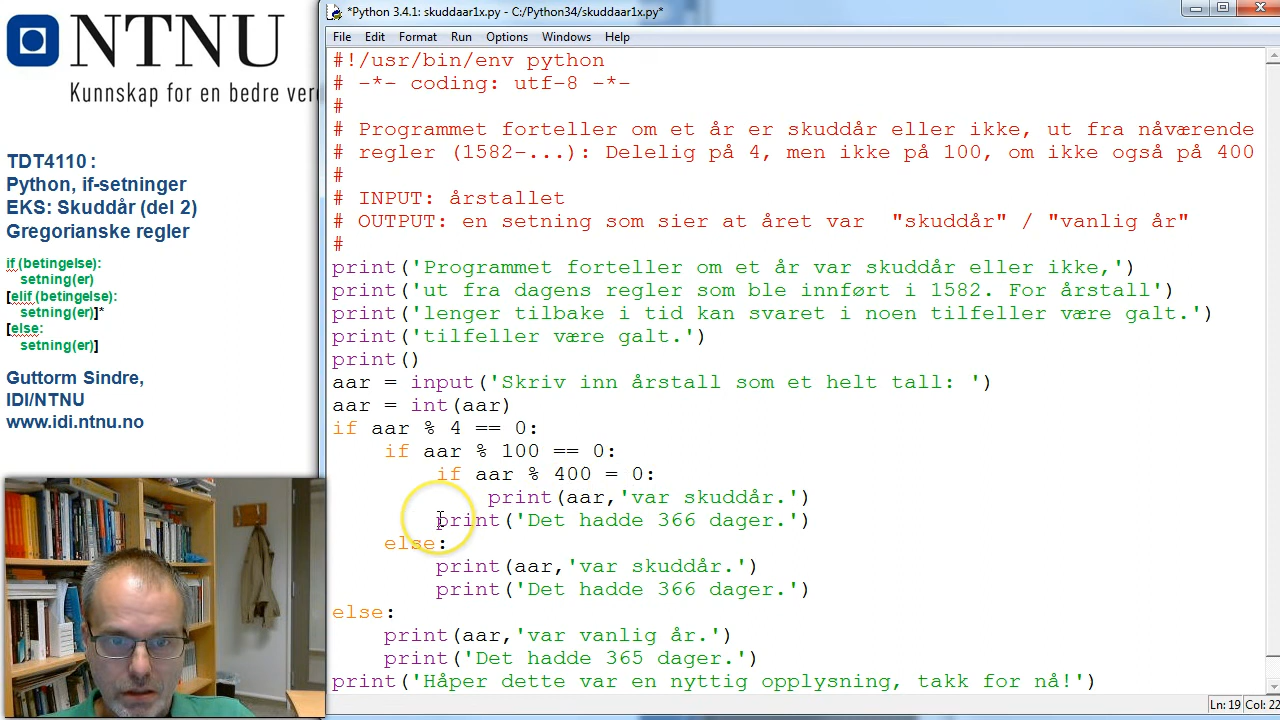 NTNU
Kunnskap for en bedre ver
TDT4110 :
Python, if-setninger
EKS: Skuddår (del 2)
Gregorianske regler
if (betingelse):
setning(er)
[elif (betingelse):
setning(er)]*
[else:
setning(er)]
Guttorm Sindre,
IDI/NTNU
www.idi.ntnu.no
*Python 3.4.1: skuddaar1x.py - C:/Python34/skuddaar1x.py*
File Edit Format Run Options Windows Help
#!/usr/bin/env python
# -*- coding: utf-8 -*-
#
# Programmet forteller om et år er skuddår eller ikke, ut fra nåværende
# regler (1582-...): Delelig på 4, men ikke på 100, om ikke også på 400
#
# INPUT: årstallet
# OUTPUT: en setning som sier at året var "skuddår" / "vanlig år"
#
print('Programmet forteller om et år var skuddår eller ikke,')
print('ut fra dagens regler som ble innført i 1582. For årstall')
print('lenger tilbake i tid kan svaret i noen tilfeller være galt.')
print('tilfeller være galt.')
print()
aar = input('Skriv inn årstall som et helt tall: ')
aar = int(aar)
if aar % 4 == 0:
if aar % 100 == 0:
if aar % 400 = 0:
print(aar,'var skuddår.')
print('Det hadde 366 dager.')
else:
print(aar,'var skuddår.')
print('Det hadde 366 dager.')
else:
print(aar,'var vanlig år.')
print('Det hadde 365 dager.')
print('Håper dette var en nyttig opplysning, takk for nå!')
Ln: 19 Col: 22